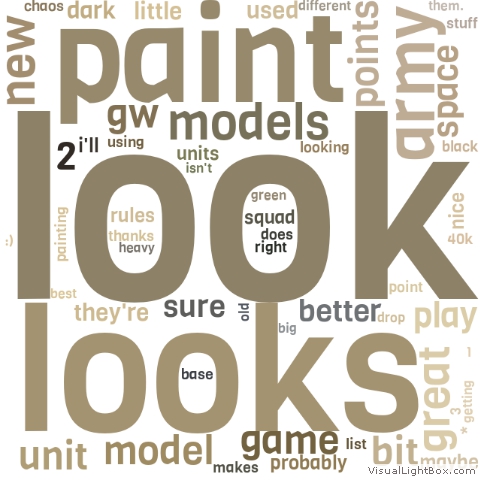 chaos
dark
little
used
different
them.
stuff
new
paint
points
army
space
gw
models
2
i'll
using
units
isn't
looking
black
look
painting
rules
thanks
heavy
green
squad
does
right
nice
40k
:)
best
they're
sure
old
big
better
point
drop
play
looks
base
great
3
* getting
unit
model
makes
game
probably
list
bit
maybe
VisualLightBox.com